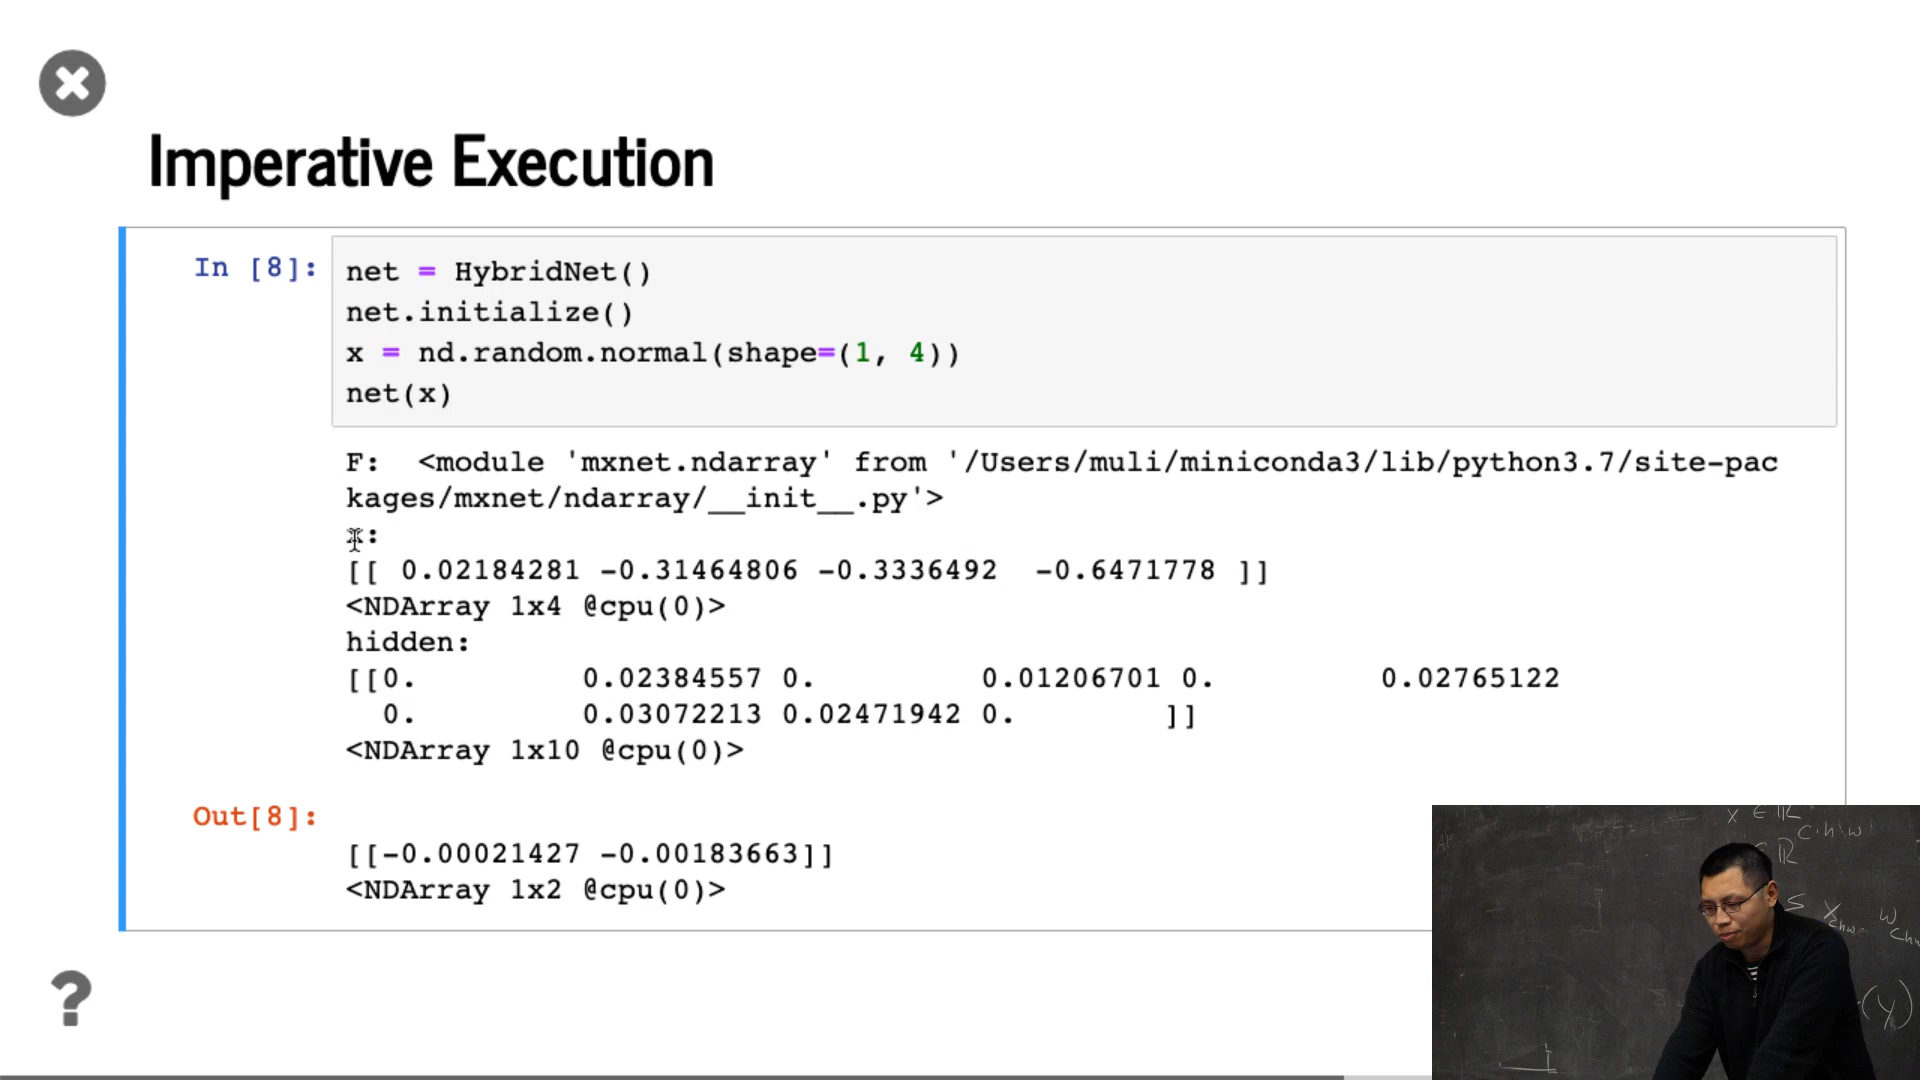 Imperative Execution
In [8]:
net = HybridNet()
net.initialize()
x = nd.random.normal(shape=(1, 4))
net(x)
F:  <module 'mxnet.ndarray' from '/Users/muli/miniconda3/lib/python3.7/site-pac
kages/mxnet/ndarray/__init__.py'>
:
[[ 0.02184281 -0.31464806 -0.3336492  -0.6471778 ]]
<NDArray 1x4 @cpu(0)>
hidden:
[[0.         0.02384557 0.         0.01206701 0.         0.02765122
  0.         0.03072213 0.02471942 0.        ]]
<NDArray 1x10 @cpu(0)>
Out[8]:
[[-0.00021427 -0.00183663]]
<NDArray 1x2 @cpu(0)>
?
x ∈ ℝ
C·h·w
∈ ℝ
(y)